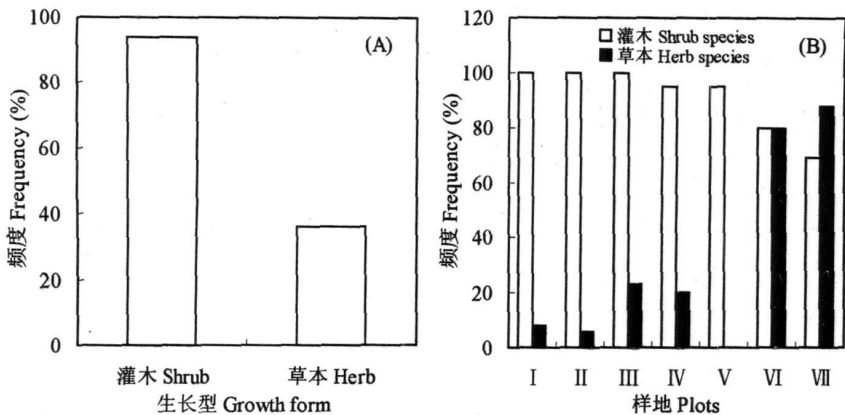 频度 Frequency (%)
100
80
60
40
20
0
(A)
灌木 Shrub
草本 Herb
生长型 Growth form
频度 Frequency (%)
120
100
80
60
40
20
0
灌木 Shrub species
草本 Herb species
(B)
I
II
III
IV
V
VI
VII
样地 Plots